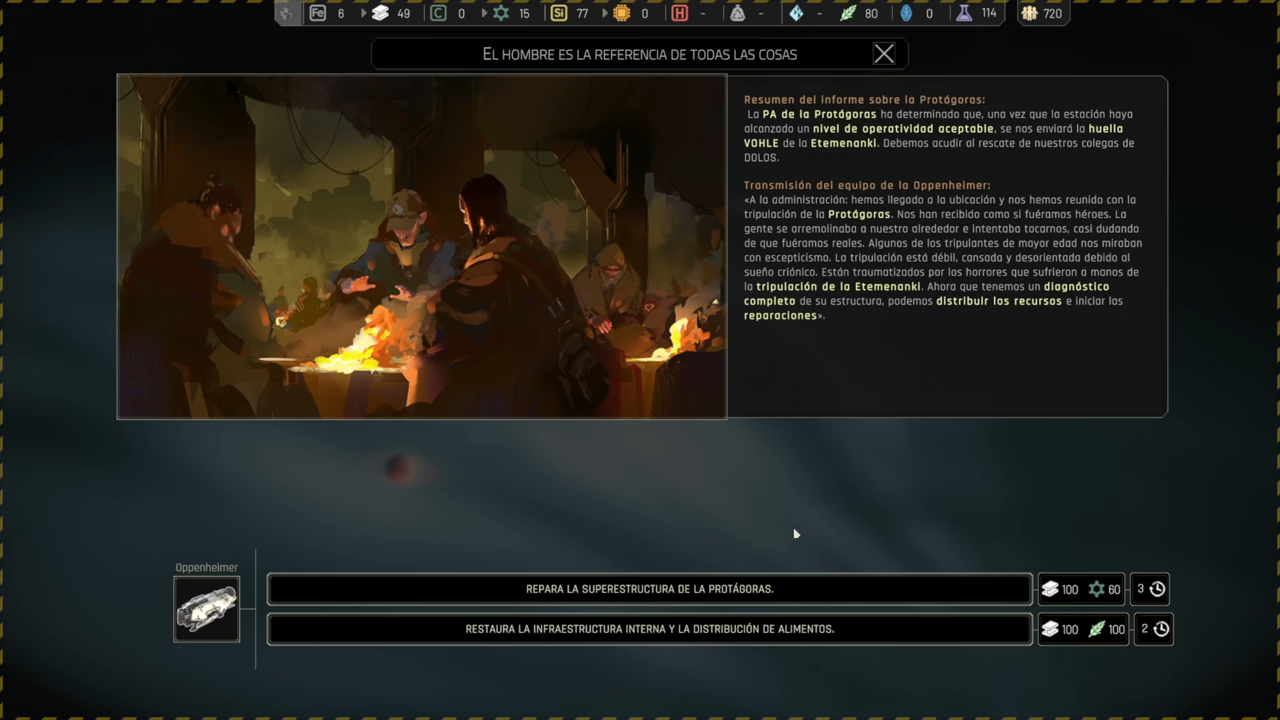 Fe 6 49 C 0 15 Si 77 0 H - - - 80 0 114 720
EL HOMBRE ES LA REFERENCIA DE TODAS LAS COSAS
Resumen del informe sobre la Protágoras:
La PA de la Protágoras ha determinado que, una vez que la estación haya
alcanzado un nivel de operatividad aceptable, se nos enviará la huella
VOHLE de la Etemenanki. Debemos acudir al rescate de nuestros colegas de
DOLOS.
Transmisión del equipo de la Oppenheimer:
«A la administración: hemos llegado a la ubicación y nos hemos reunido con la
tripulación de la Protágoras. Nos han recibido como si fuéramos héroes. La
gente se arremolinaba a nuestro alrededor e intentaba tocarnos, casi dudando
de que fuéramos reales. Algunos de los tripulantes de mayor edad nos miraban
con escepticismo. La tripulación está débil, cansada y desorientada debido al
sueño criónico. Están traumatizados por los horrores que sufrieron a manos de
la tripulación de la Etemenanki. Ahora que tenemos un diagnóstico
completo de su estructura, podemos distribuir los recursos e iniciar las
reparaciones».
Oppenheimer
REPARA LA SUPERESTRUCTURA DE LA PROTÁGORAS. 100 60 3
RESTAURA LA INFRAESTRUCTURA INTERNA Y LA DISTRIBUCIÓN DE ALIMENTOS. 100 100 2